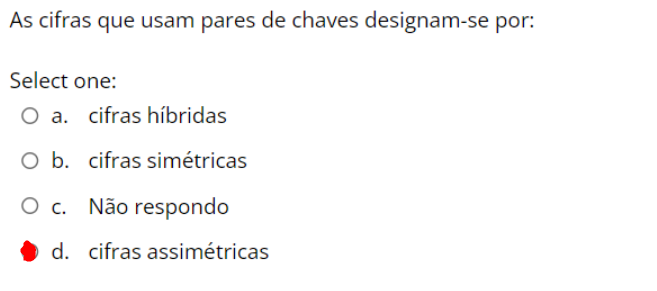 As cifras que usam pares de chaves designam-se por:
Select one:
a. cifras híbridas
b. cifras simétricas
c. Não respondo
d. cifras assimétricas